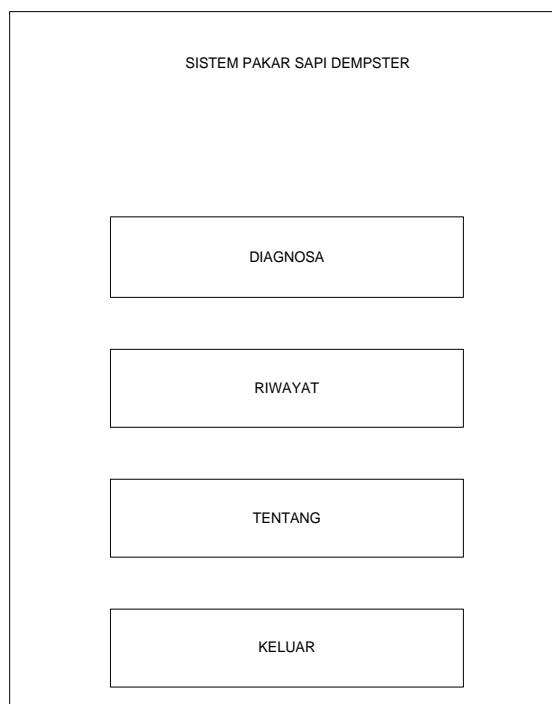 SISTEM PAKAR SAPI DEMPSTER
DIAGNOSA
RIWAYAT
TENTANG
KELUAR